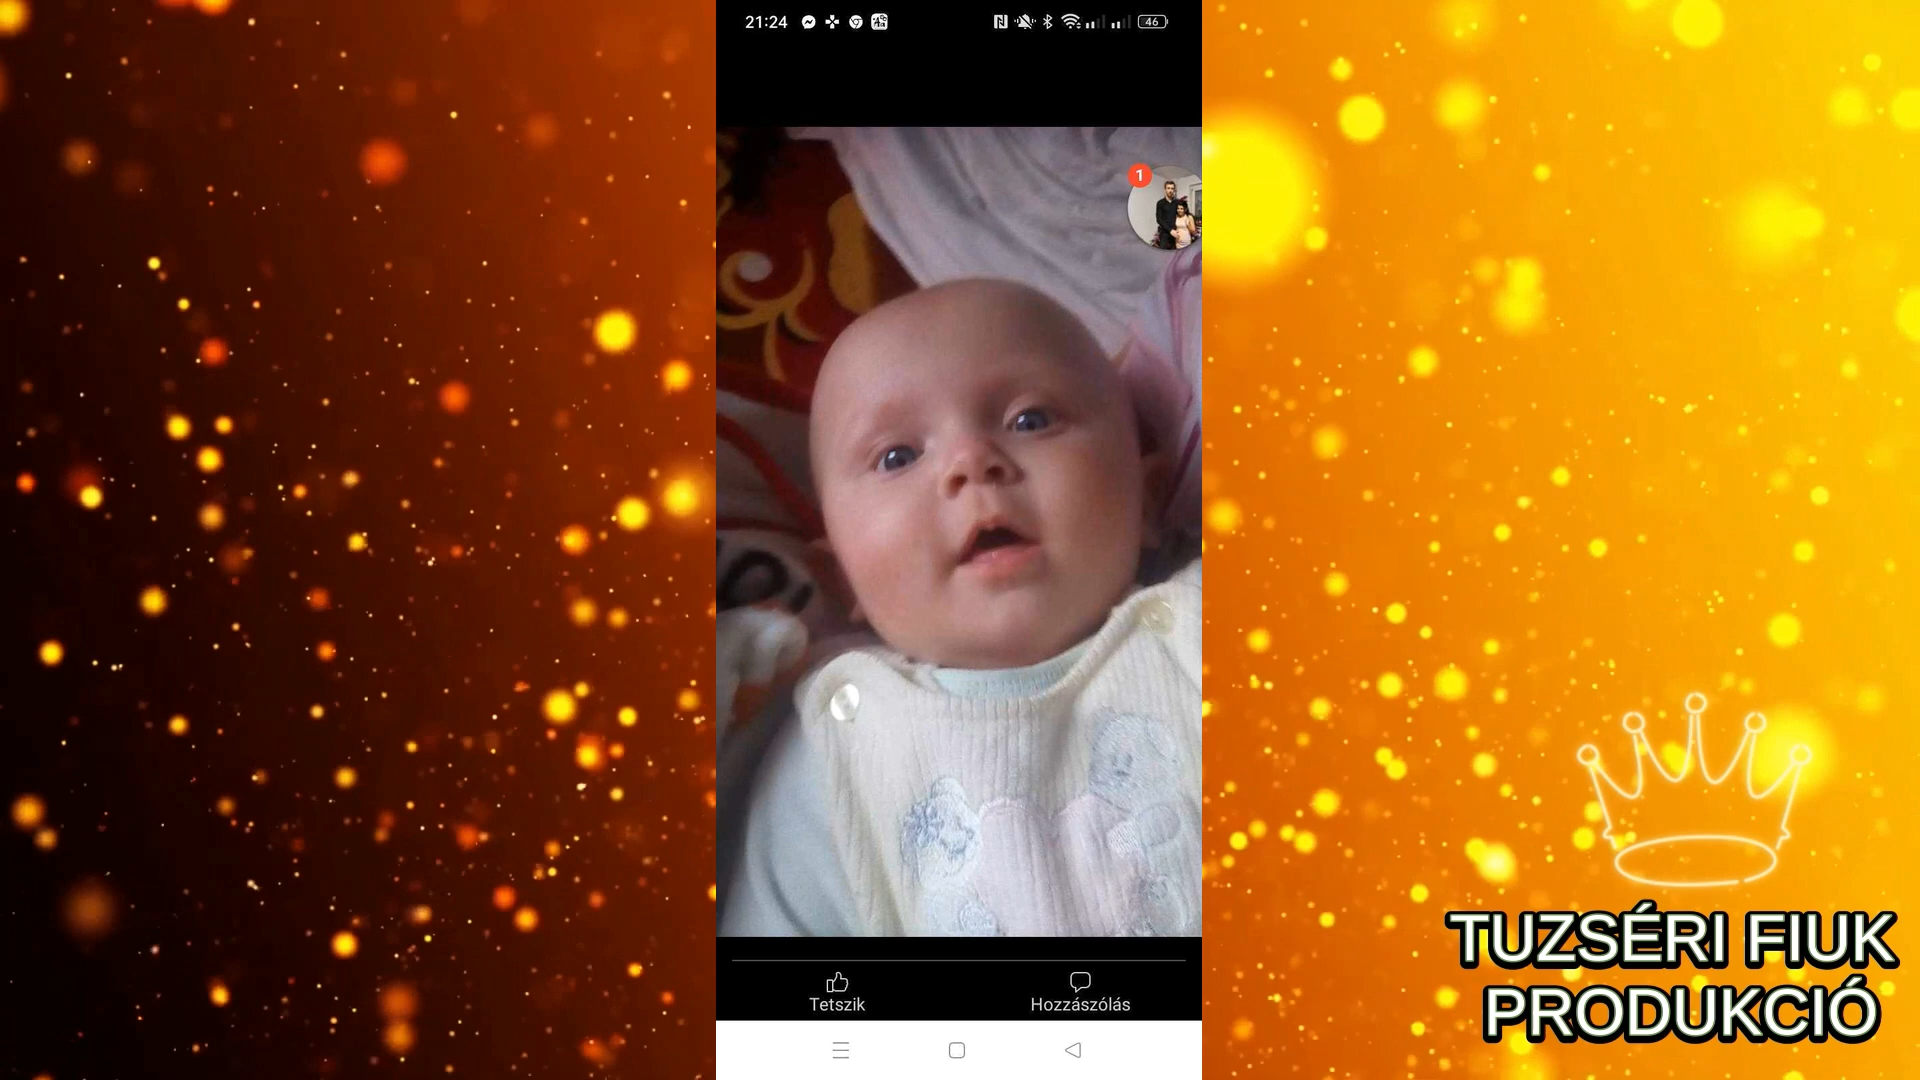 21:24
46
1
Tetszik
Hozzászólás
TUZSÉRI FIUK
PRODUKCIÓ